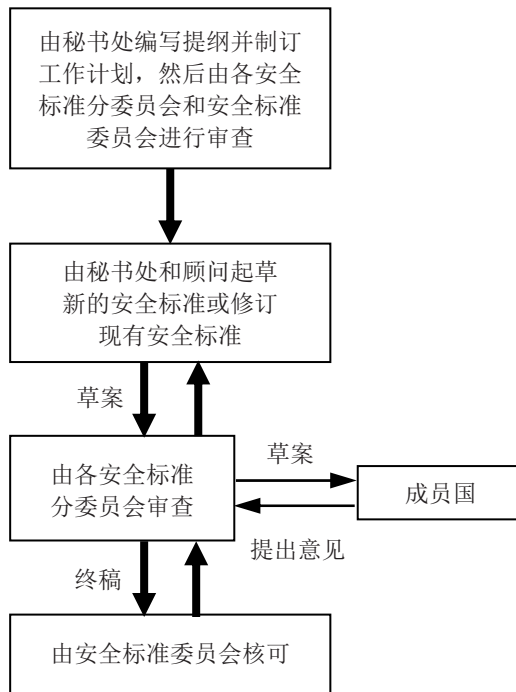 由秘书处编写提纲并制订
工作计划，然后由各安全
标准分委员会和安全标准
委员会进行审查
由秘书处和顾问起草
新的安全标准或修订
现有安全标准
草案
由各安全标准
分委员会审查
草案
成员国
提出意见
终稿
由安全标准委员会核可